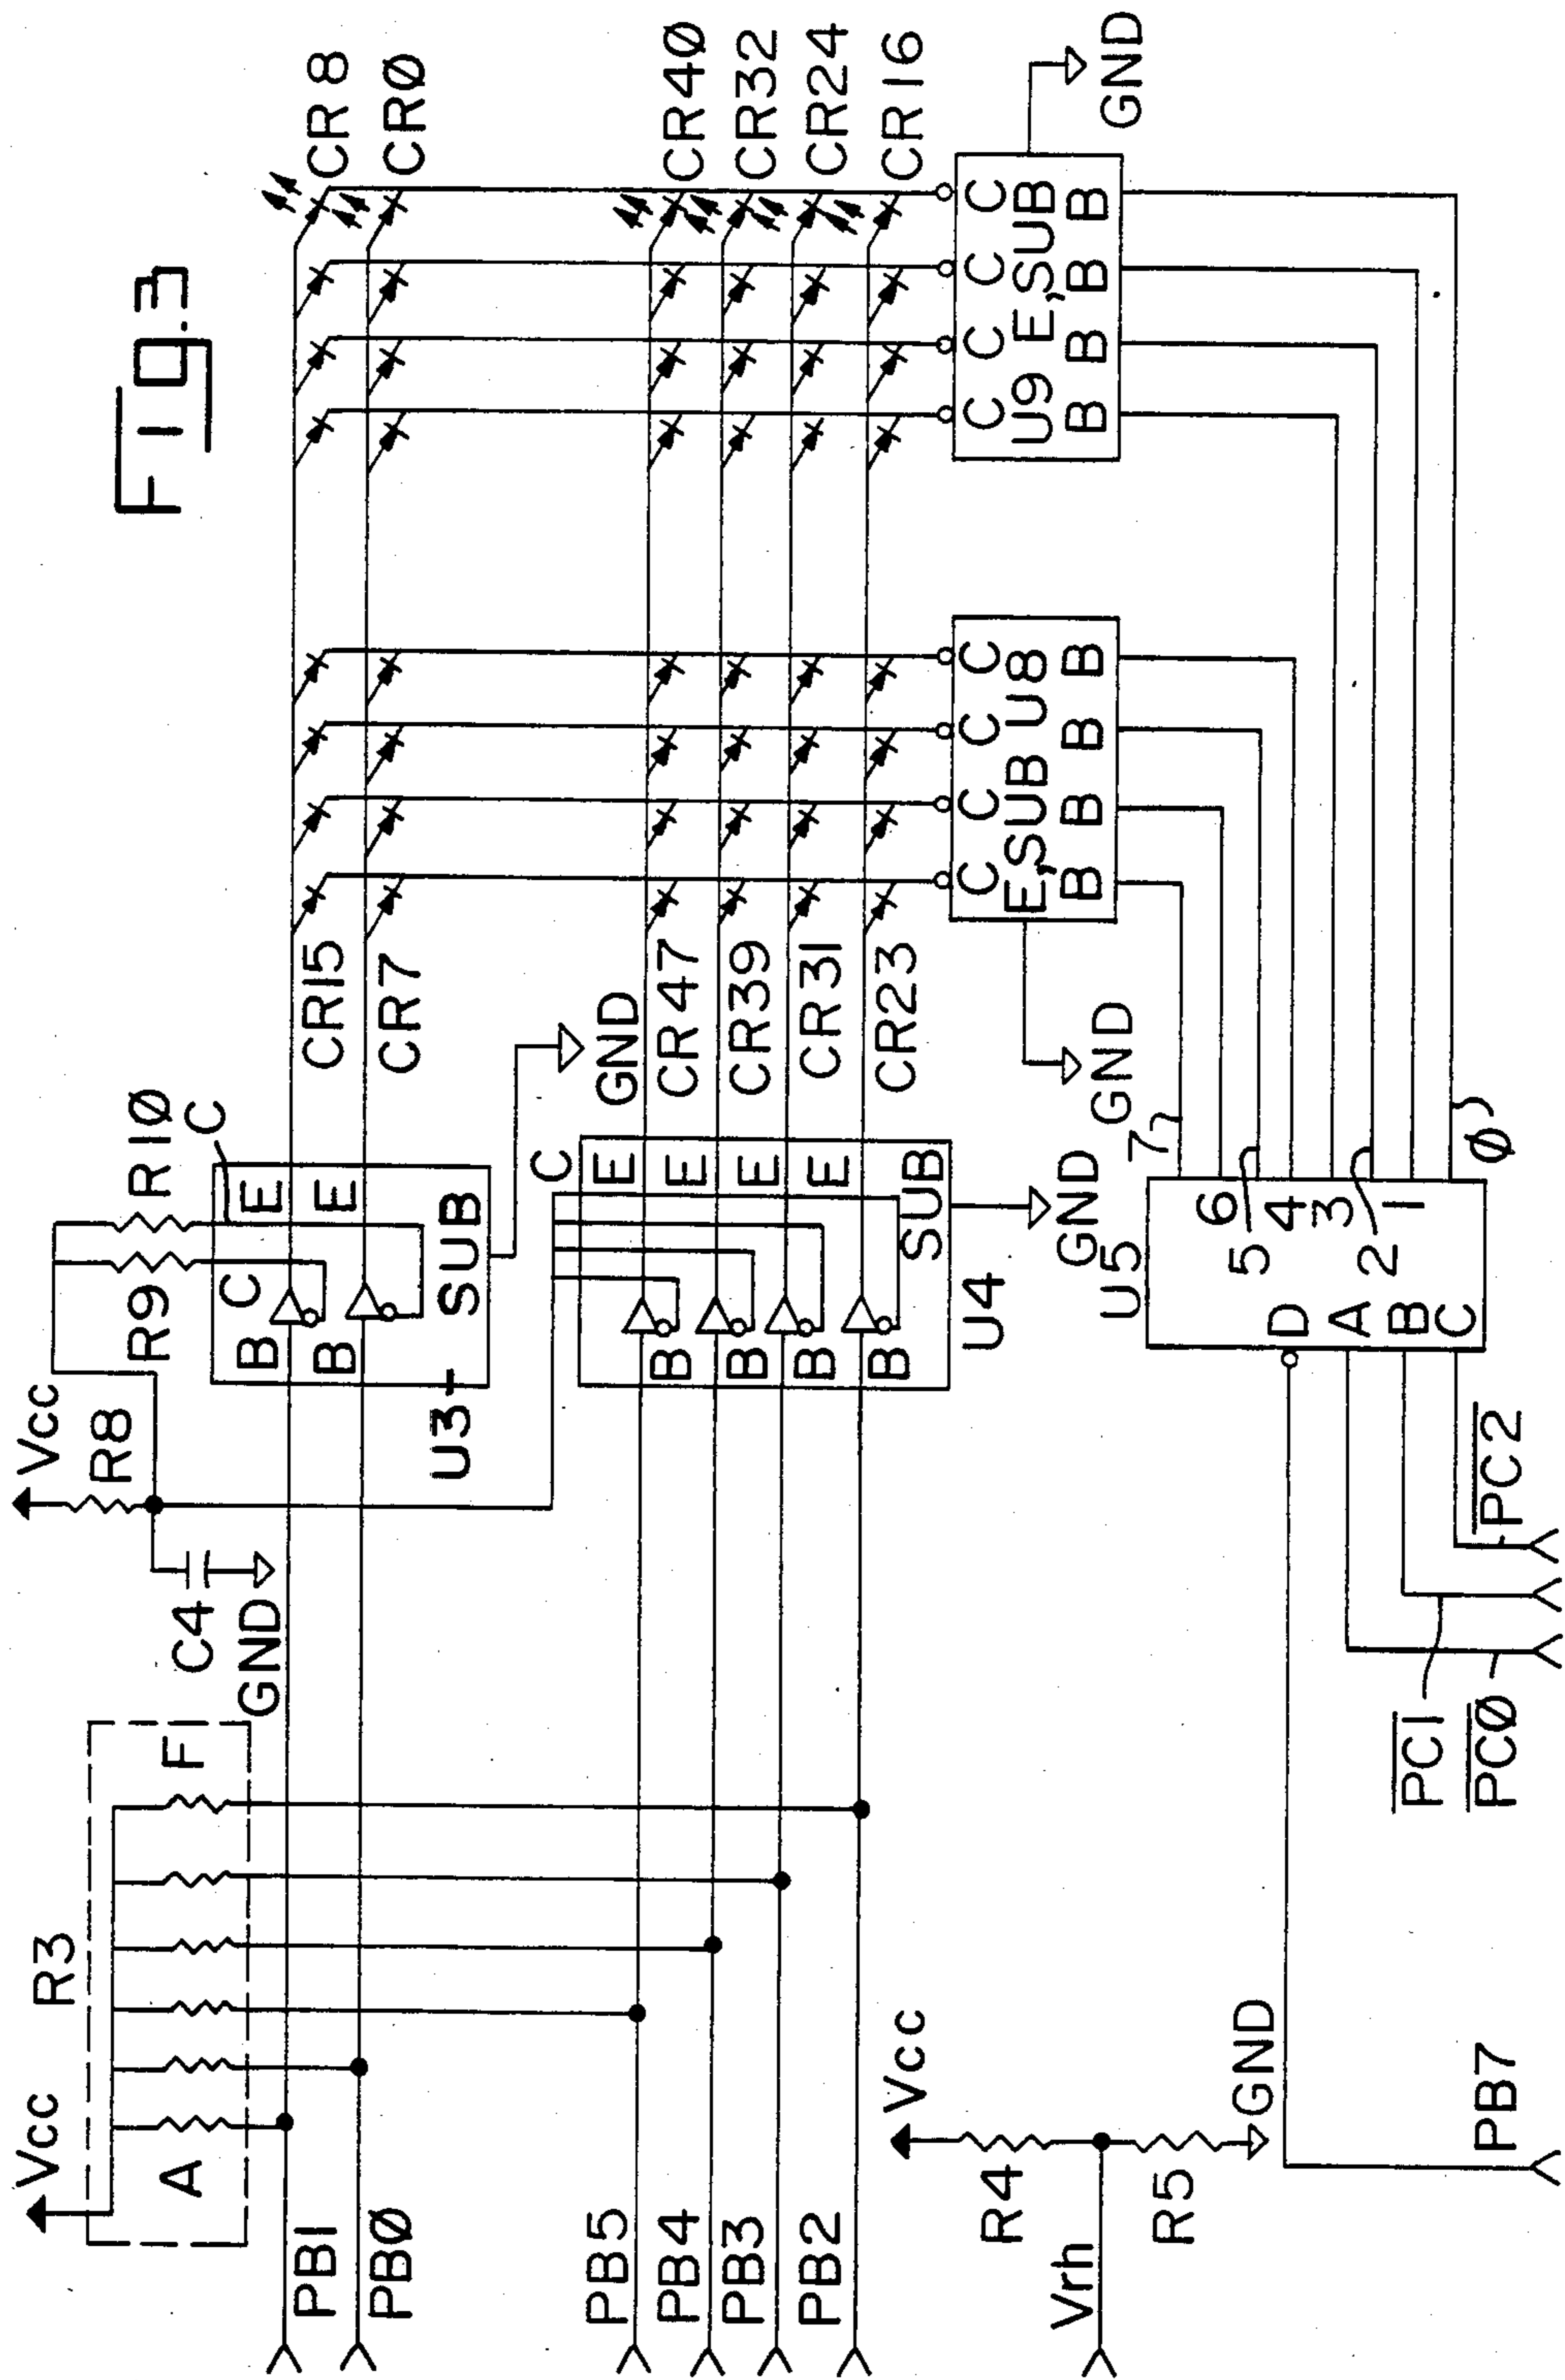 Fig. 3
Vcc
R3
A
F
Vcc
R8
C4
GND
R9
R10
C
PB1
PBØ
B
C
E
B
E
SUB
U3
GND
CR15
CR7
CR8
CRØ
PB5
PB4
PB3
PB2
C
B
E
B
E
B
E
B
E
SUB
U4
GND
CR47
CR39
CR31
CR23
CR4Ø
CR32
CR24
CR16
C C C C
E,SUB U8
B B B B
GND
C C C C
U9 E,SUB
B B B B
GND
Vcc
R4
Vrh
R5
GND
U5
D
A
B
C
7
6
5
4
3
2
1
Ø
PB7
PC1
PCØ
PC2